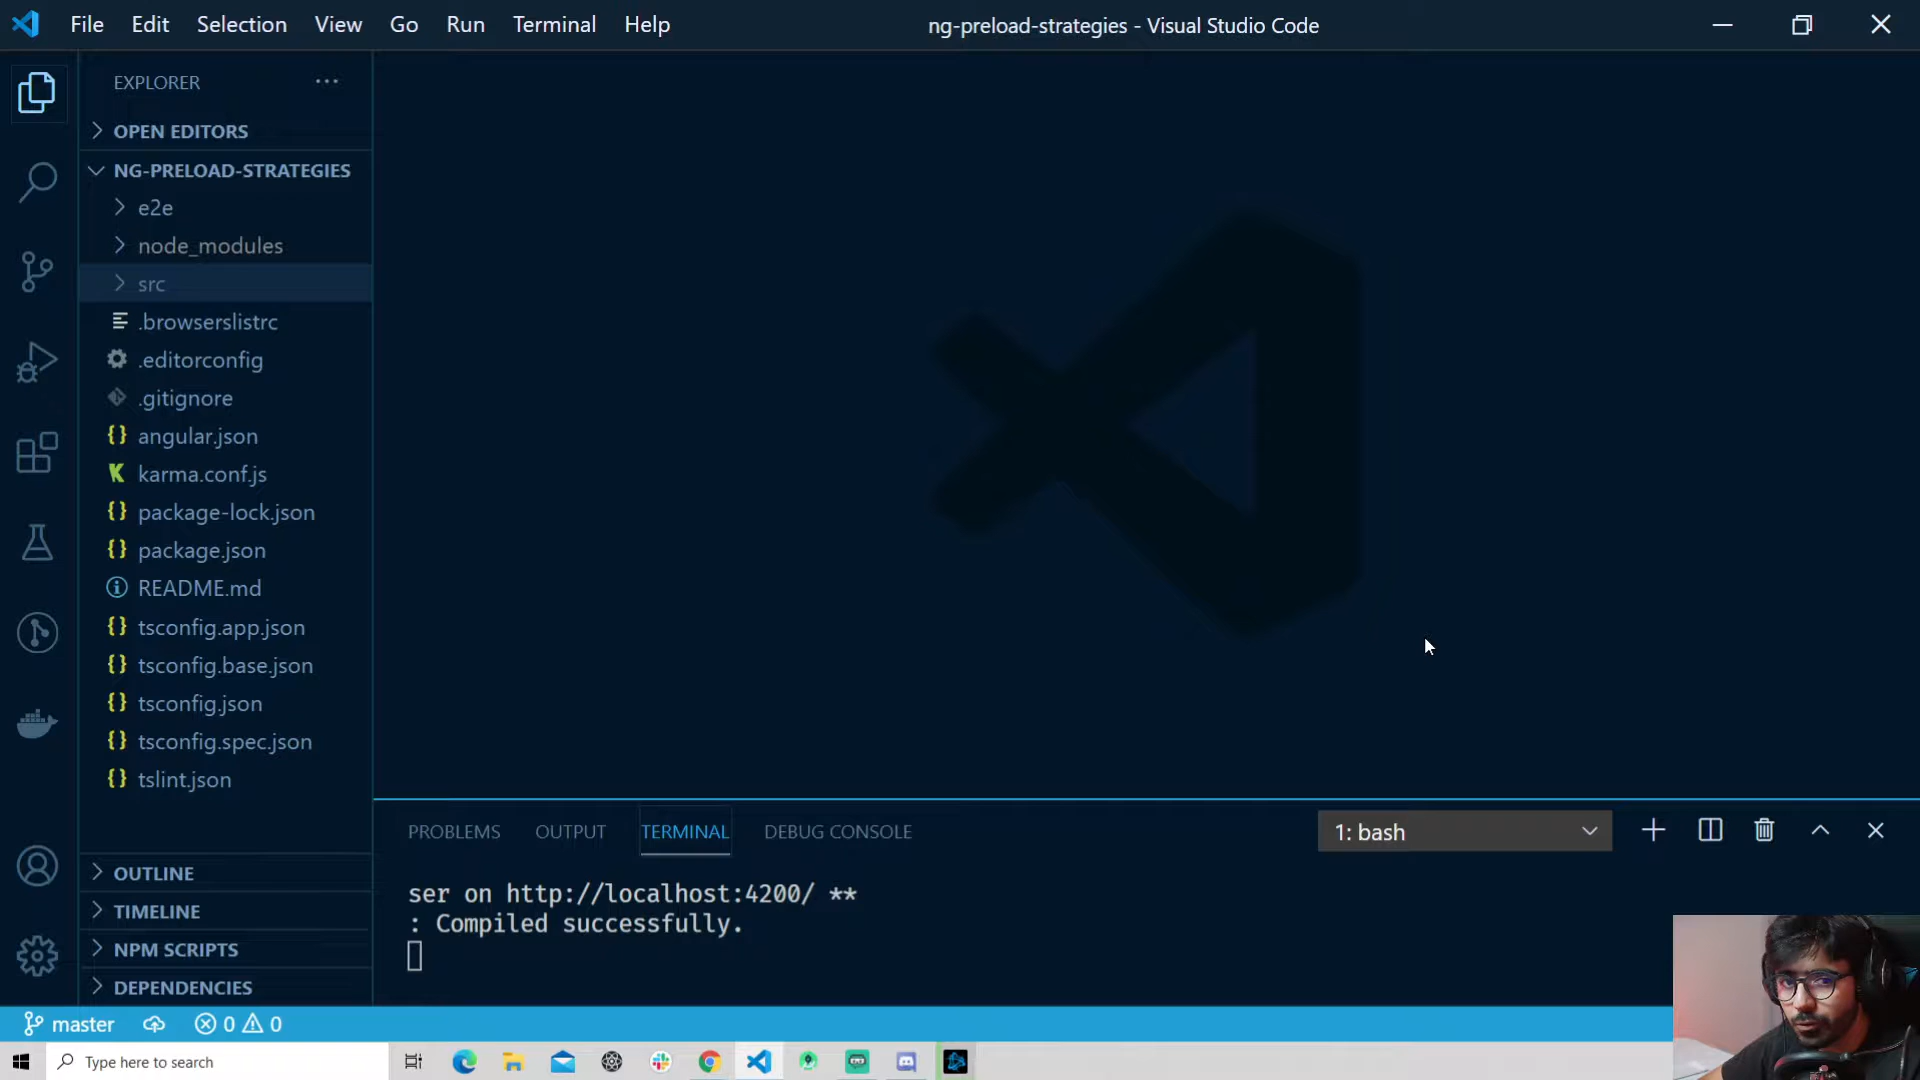 File Edit Selection View Go Run Terminal Help
ng-preload-strategies - Visual Studio Code
EXPLORER
OPEN EDITORS
NG-PRELOAD-STRATEGIES
e2e
node_modules
src
.browserslistrc
.editorconfig
.gitignore
angular.json
karma.conf.js
package-lock.json
package.json
README.md
tsconfig.app.json
tsconfig.base.json
tsconfig.json
tsconfig.spec.json
tslint.json
OUTLINE
TIMELINE
NPM SCRIPTS
DEPENDENCIES
PROBLEMS OUTPUT TERMINAL DEBUG CONSOLE
1: bash
ser on http://localhost:4200/ **
: Compiled successfully.
master 0 0
Type here to search